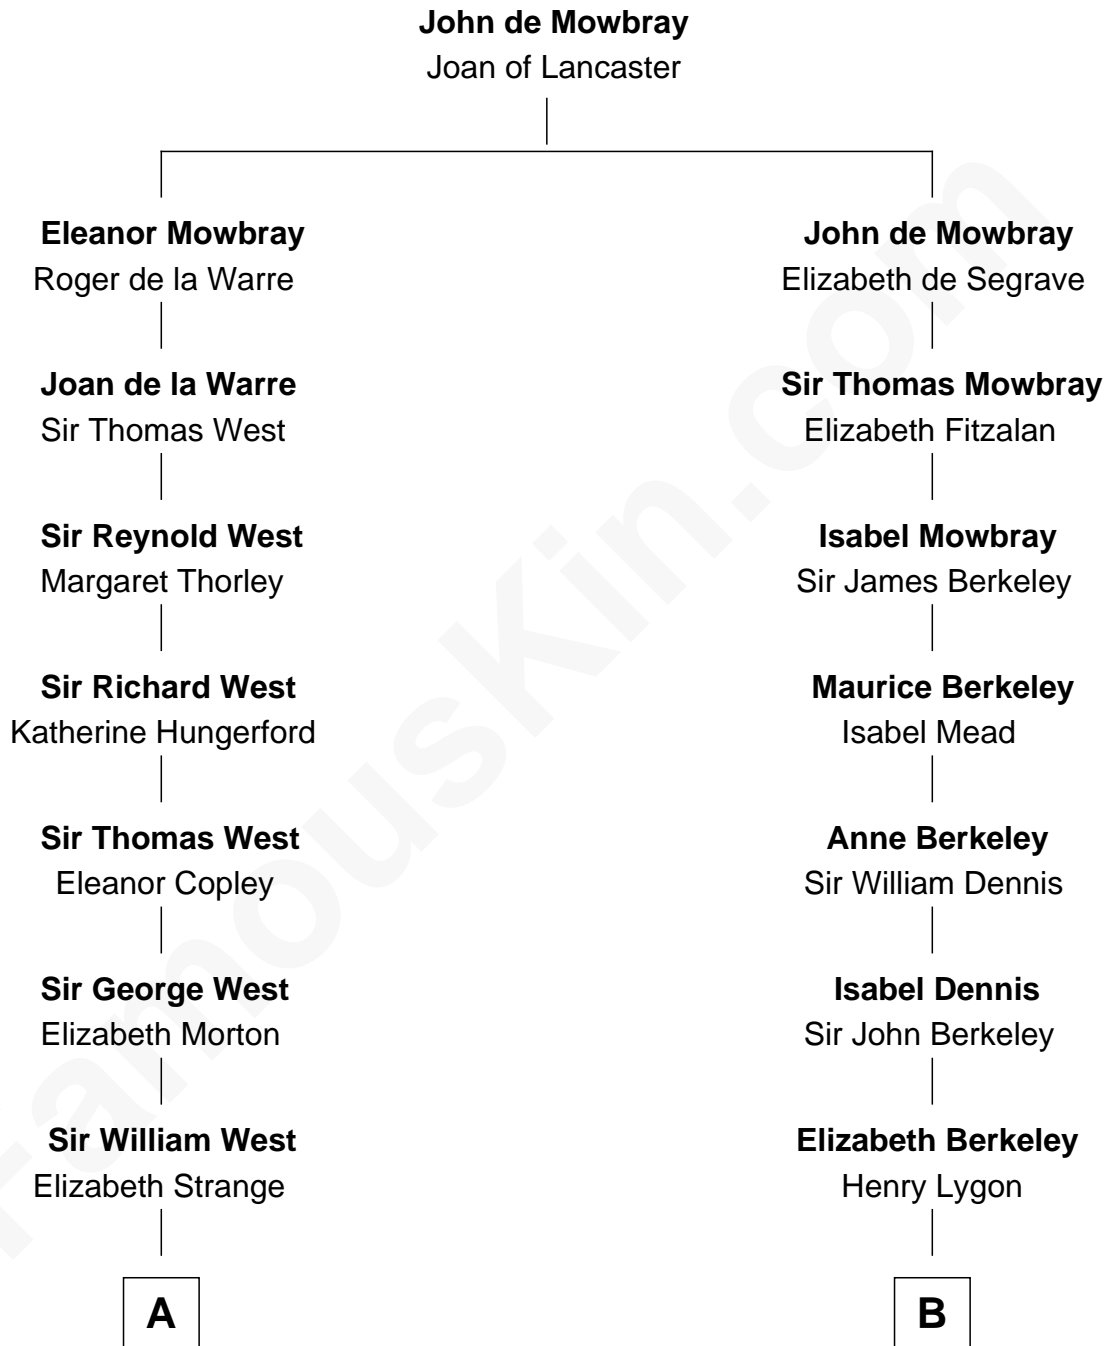 John de Mowbray
Joan of Lancaster
Eleanor Mowbray
Roger de la Warre
John de Mowbray
Elizabeth de Segrave
Joan de la Warre
Sir Thomas West
Sir Thomas Mowbray
Elizabeth Fitzalan
Sir Reynold West
Margaret Thorley
Isabel Mowbray
Sir James Berkeley
Sir Richard West
Katherine Hungerford
Maurice Berkeley
Isabel Mead
Sir Thomas West
Eleanor Copley
Anne Berkeley
Sir William Dennis
Sir George West
Elizabeth Morton
Isabel Dennis
Sir John Berkeley
Sir William West
Elizabeth Strange
Elizabeth Berkeley
Henry Lygon
A
B
FamousKin.com